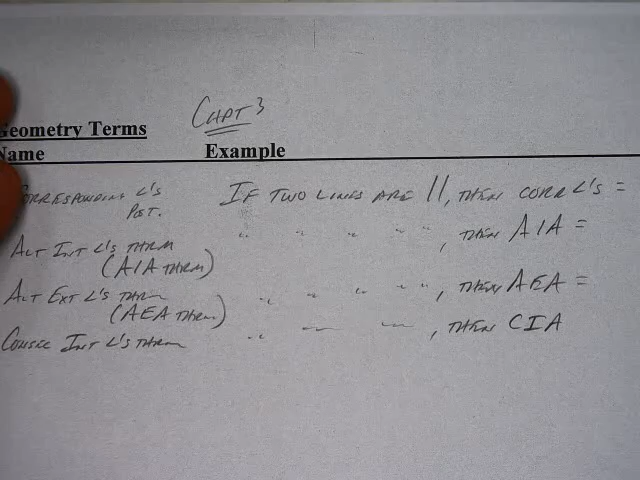 CHPT 3
Geometry Terms
Name Example
CORRESPONDING ∠'S IF TWO LINES ARE ||, THEN CORR ∠'S =
POST.
ALT INT ∠'S THRM " " " " ", THEN AIA =
(AIA THRM)
ALT EXT ∠'S THRM " " " " ", THEN AEA =
(AEA THRM)
CONSEC INT ∠'S THRM " — —, THEN CIA